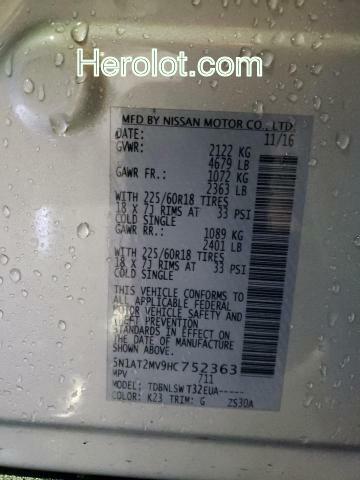 Herolot.com
MFD BY NISSAN MOTOR CO., LTD.
DATE: 11/16
GVWR: 2122 KG
4679 LB
GAWR FR.: 1072 KG
2363 LB
WITH 225/60R18 TIRES
18 X 7J RIMS AT 33 PSI
COLD SINGLE
GAWR RR.: 1089 KG
2401 LB
WITH 225/60R18 TIRES
18 X 7J RIMS AT 33 PSI
COLD SINGLE
THIS VEHICLE CONFORMS TO
ALL APPLICABLE FEDERAL
MOTOR VEHICLE SAFETY AND
THEFT PREVENTION STANDARDS
IN EFFECT ON THE DATE OF
MANUFACTURE SHOWN ABOVE.
5N1AT2MV9HC752363
MPV 711
MODEL: TDBNLSW T32EUA-----
COLOR: K23 TRIM: G ZS30A